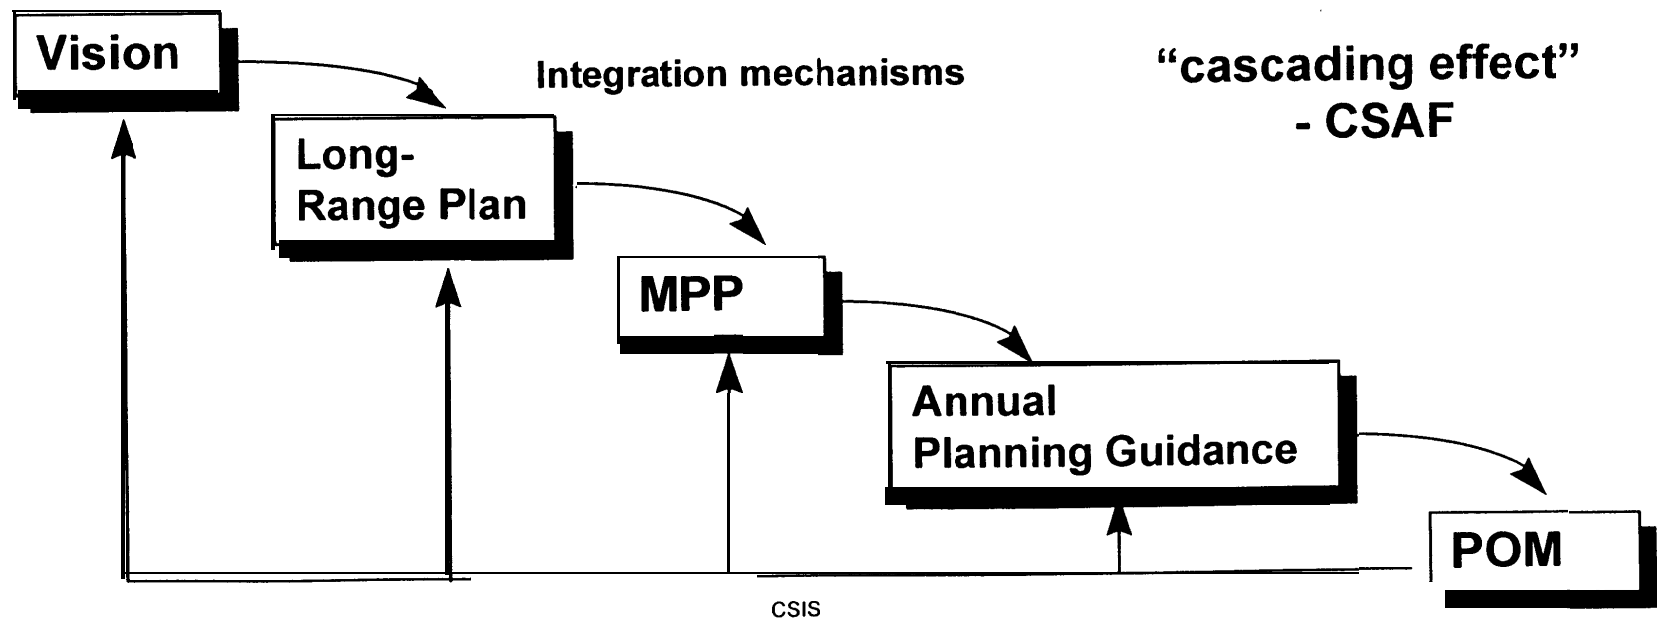 Vision
Integration mechanisms
“cascading effect”
- CSAF
Long-
Range Plan
MPP
Annual
Planning Guidance
POM
CSIS